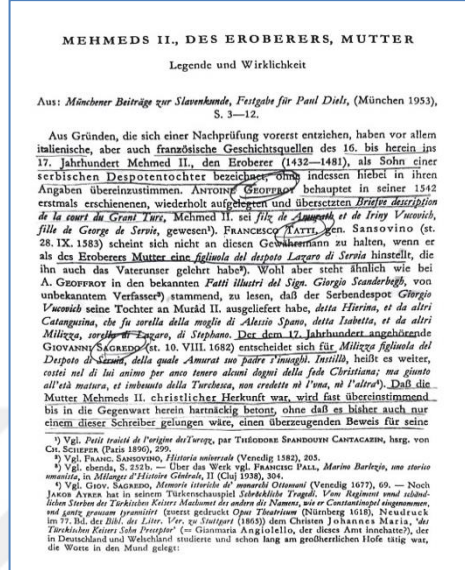 MEHMEDS II., DES EROBERERS, MUTTER
Legende und Wirklichkeit
Aus: Münchener Beiträge zur Slavenkunde, Festgabe für Paul Diels, (München 1953),
S. 3—12.
Aus Gründen, die sich einer Nachprüfung vorerst entziehen, haben vor allem
italienische, aber auch französische Geschichtsquellen des 16. bis herein ins
17. Jahrhundert Mehmed II., den Eroberer (1432—1481), als Sohn einer
serbischen Despotentochter bezeichnet, ohne indessen hiebei in ihren
Angaben übereinzustimmen. ANTOINE GEOFFROY behauptet in seiner 1542
erstmals erschienenen, wiederholt aufgelegten und übersetzten Briefve description
de la court du Grant Turc, Mehmed II. sei filz de Amurath et de Iriny Vucovich,
fille de George de Servie, gewesen¹). FRANCESCO TATTI, gen. Sansovino (st.
28. IX. 1583) scheint sich nicht an diesen Gewährsmann zu halten, wenn er
als des Eroberers Mutter eine figliuola del despoto Lazaro di Servia hinstellt, die
ihn auch das Vaterunser gelehrt habe²). Wohl aber steht ähnlich wie bei
A. GEOFFROY in den bekannten Fatti illustri del Sign. Giorgio Scanderbegh, von
unbekanntem Verfasser³) stammend, zu lesen, daß der Serbendespot Giorgio
Vucovich seine Tochter an Murâd II. ausgeliefert habe, detta Hierina, et da altri
Catangusina, che fu sorella della moglie di Alessio Spano, detta Isabetta, et da altri
Milizza, sorella di Lazaro, di Stephano. Der dem 17. Jahrhundert angehörende
GIOVANNI SAGREDO (st. 10. VIII. 1682) entscheidet sich für Milizza figliuola del
Despoto di Servia, della quale Amurat suo padre s'inuaghì. Instillò, heißt es weiter,
costei nel di lui animo per anco tenero alcuni dogmi della fede Christiana; ma giunto
all'età matura, et imbeuuto della Turchesca, non credette nè l'una, nè l'altra⁴). Daß die
Mutter Mehmeds II. christlicher Herkunft war, wird fast übereinstimmend
bis in die Gegenwart herein hartnäckig betont, ohne daß es bisher auch nur
einem dieser Schreiber gelungen wäre, einen überzeugenden Beweis für seine
¹) Vgl. Petit traicté de l'origine des Turcqz, par THÉODORE SPANDOUYN CANTACAZIN, hsrg. von
CH. SCHEFER (Paris 1896), 299.
²) Vgl. FRANC. SANSOVINO, Historia universale (Venedig 1582), 205.
³) Vgl. ebenda, S. 252b. — Über das Werk vgl. FRANCISC PALL, Marino Barlezio, uno storico
umanista, in Mélanges d'Histoire Générale, II (Cluj 1938), 304.
⁴) Vgl. GIOV. SAGREDO, Memorie istoriche de' monarchi Ottomani (Venedig 1677), 69. — Noch
JAKOB AYRER hat in seinem Türkenschauspiel Schröckliche Tragedi. Vom Regiment vnnd schänd-
lichen Sterben des Türkischen Keisers Machumet des andern dis Namens, wie er Constantinopel eingenommen,
vnd gantz grausam tyrannisirt (zuerst gedruckt Opus Theatricum (Nürnberg 1618), Neudruck
im 77. Bd. der Bibl. des Liter. Ver. zu Stuttgart (1865)) dem Christen Johannes Maria, 'des
Türckischen Keisers Sohn Preceptor' (= Gianmaria Angiolello, der dieses Amt innehatte?), der
in Deutschland und Welschland studierte und schon lang am großherrlichen Hofe tätig war,
die Worte in den Mund gelegt: